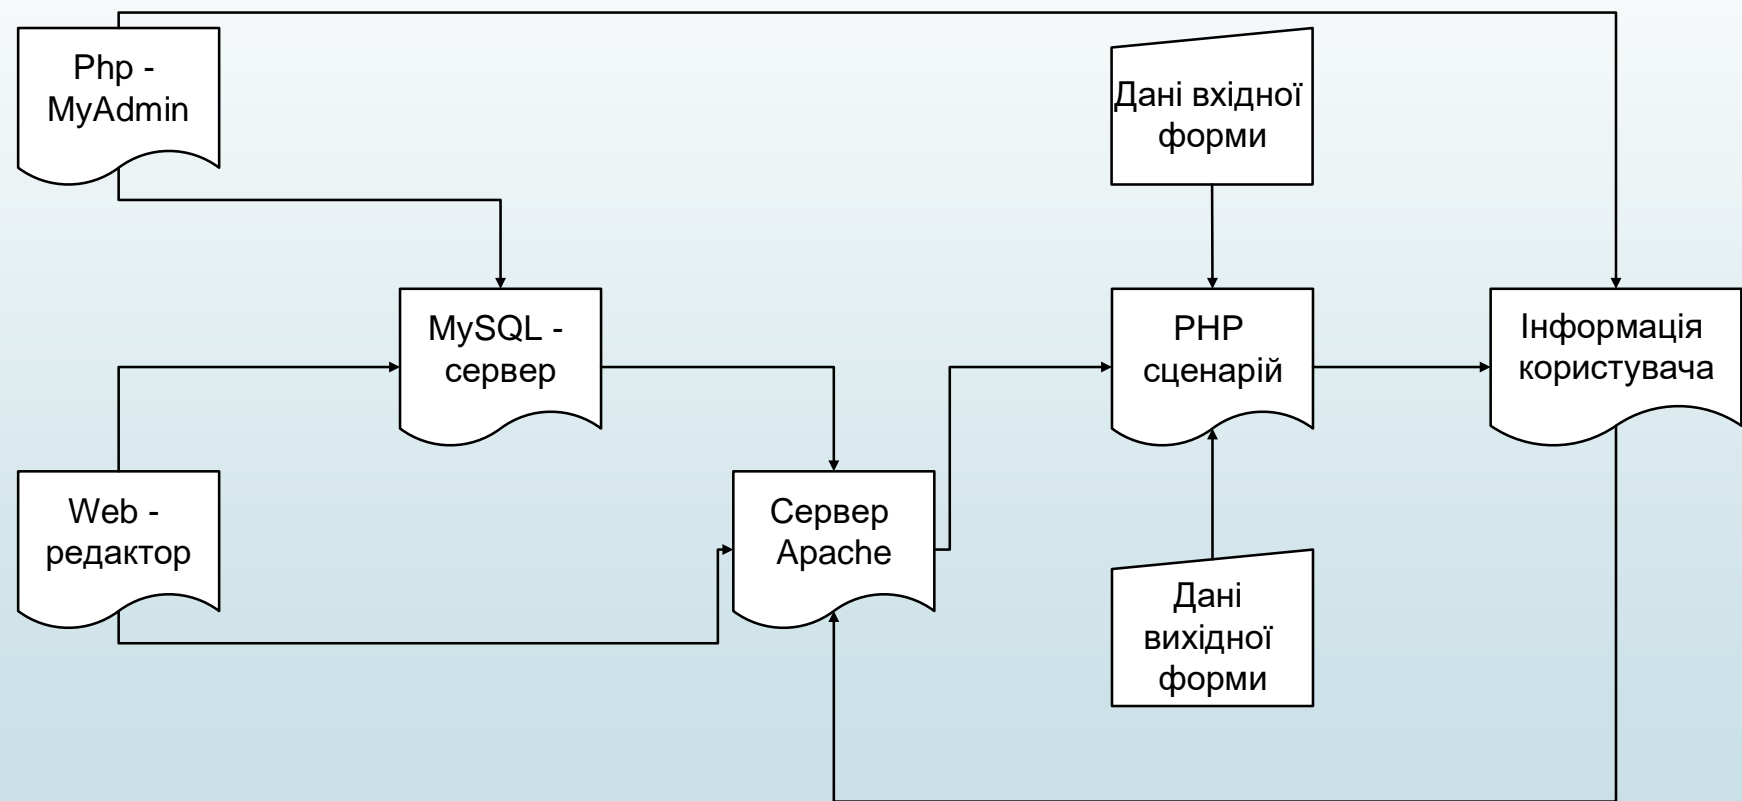 Php -
MyAdmin
Дані вхідної
форми
MySQL -
сервер
PHP
сценарій
Інформація
користувача
Web -
редактор
Сервер
Apache
Дані
вихідної
форми